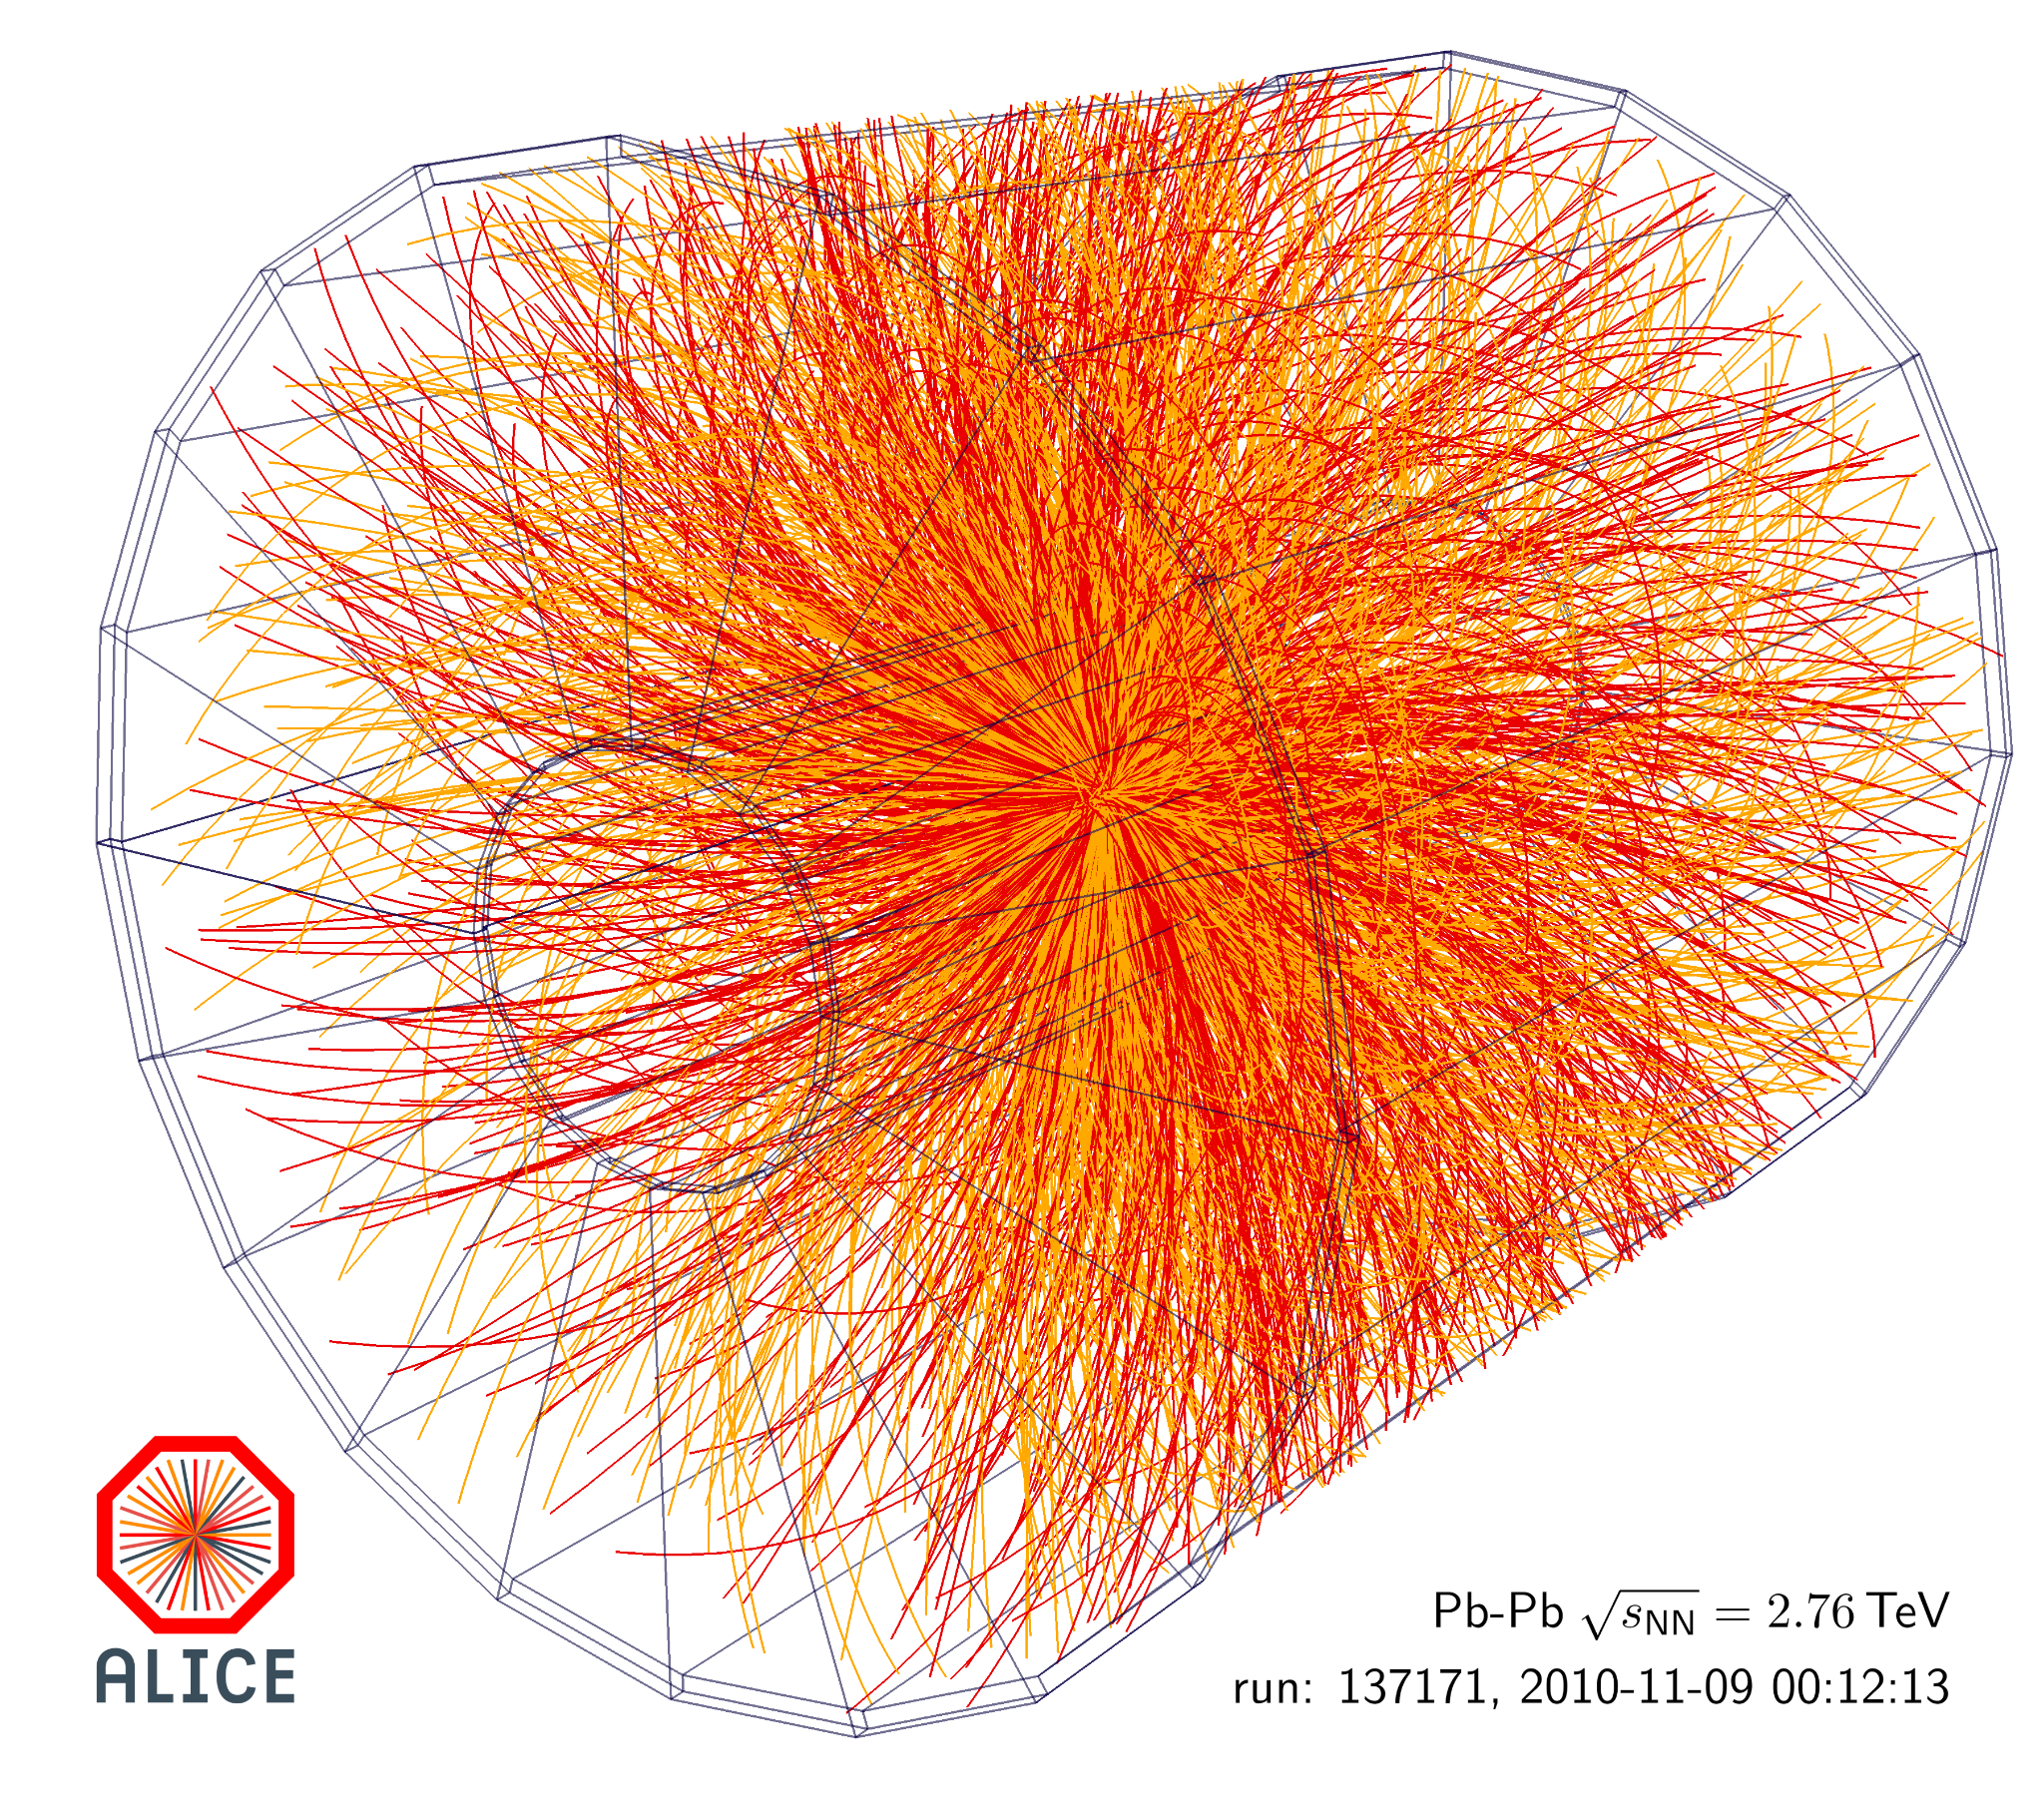 ALICE
Pb-Pb √sNN = 2.76 TeV
run: 137171, 2010-11-09 00:12:13